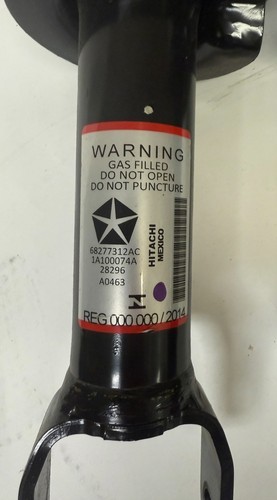 WARNING
GAS FILLED
DO NOT OPEN
DO NOT PUNCTURE
68277312AC
1A100074A
28296
A0463
HITACHI
MEXICO
REG 000 000 / 2014